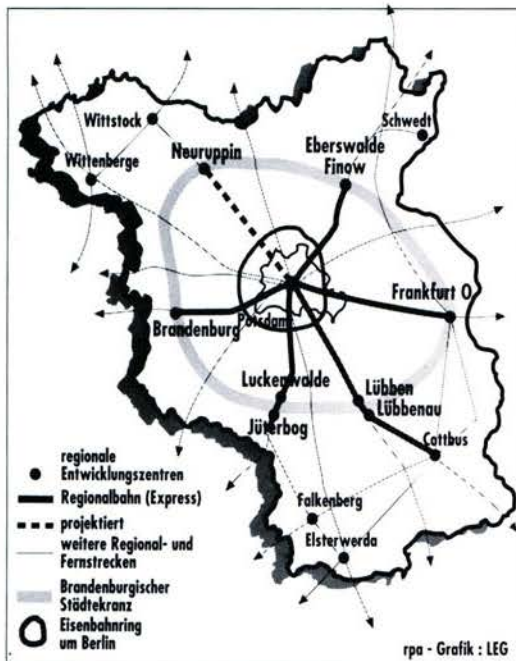 Wittstock
Schwedt
Wittenberge
Neuruppin
Eberswalde
Finow
Frankfurt O
Brandenburg
Potsdam
Luckenwalde
Jüterbog
Lübben
Lübbenau
Cottbus
Falkenberg
Elsterwerda
regionale
Entwicklungszentren
Regionalbahn (Express)
projektiert
weitere Regional- und
Fernstrecken
Brandenburgischer
Städtekranz
Eisenbahnring
um Berlin
rpa - Grafik : LEG